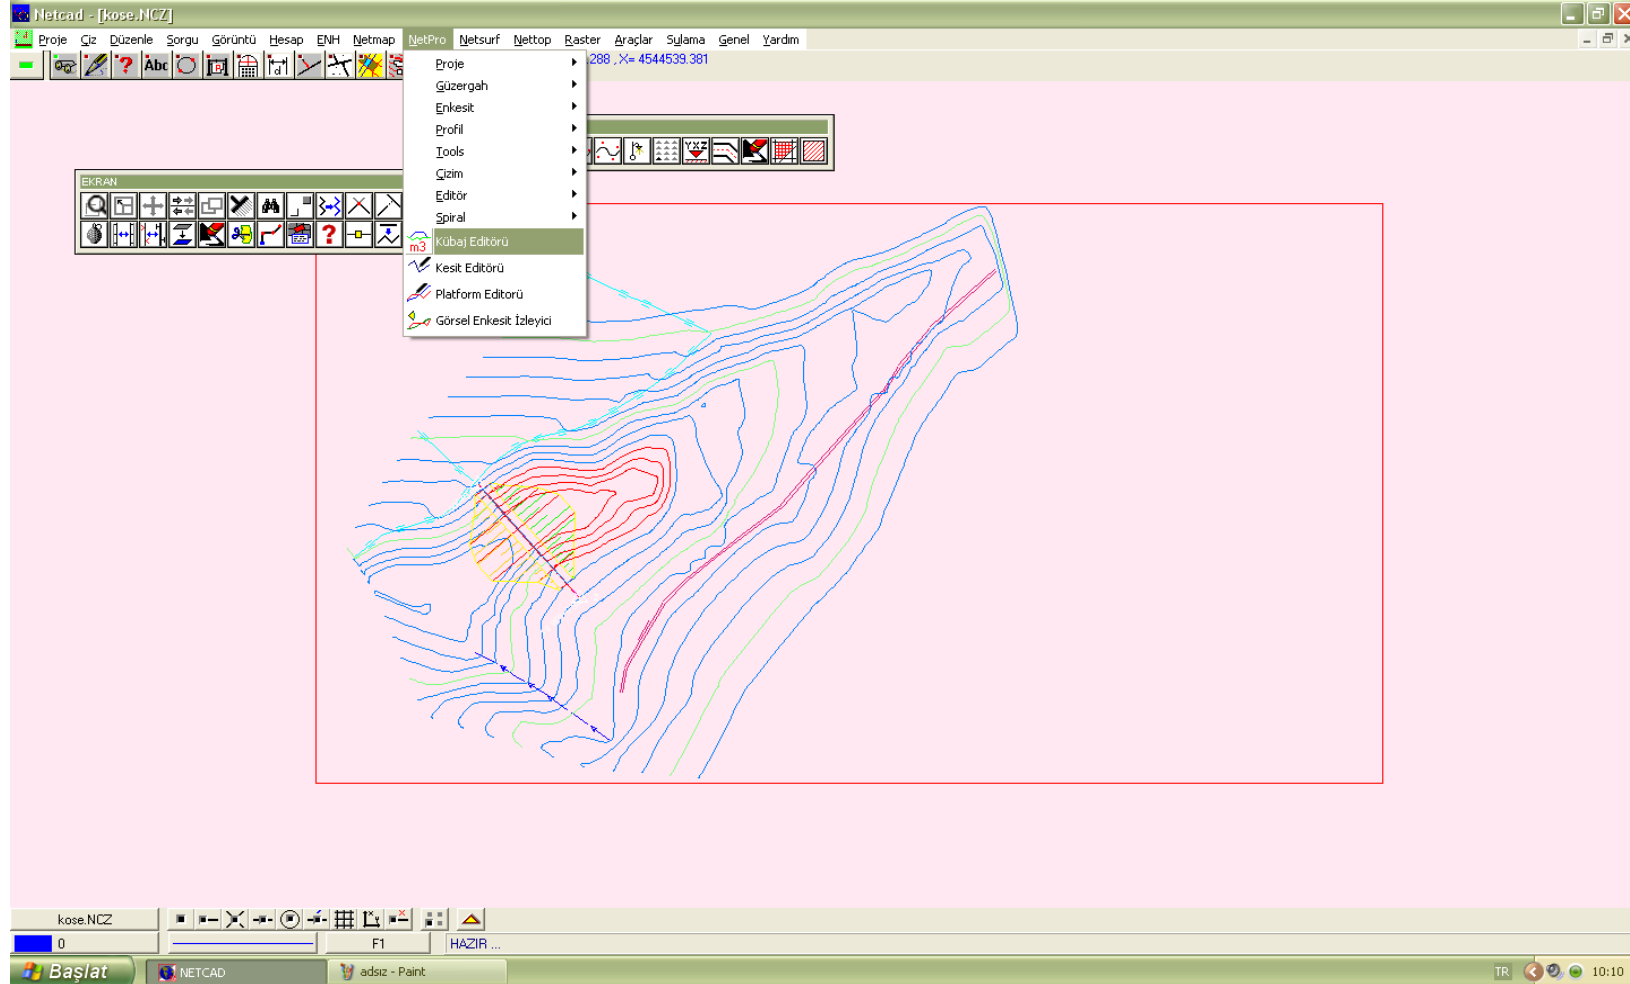 Netcad - [kose.NCZ]
Proje Çiz Düzenle Sorgu Görüntü Hesap ENH Netmap NetPro Netsurf Nettop Raster Araçlar Sulama Genel Yardım
Abc
.288 , X= 4544539.381
Proje
Güzergah
Enkesit
Profil
Tools
Çizim
Editör
Spiral
m3 Kübaj Editörü
Kesit Editörü
Platform Editorü
Görsel Enkesit İzleyici
YXZ
EKRAN
kose.NCZ
0 F1 HAZIR ...
Başlat NETCAD adsız - Paint TR 10:10